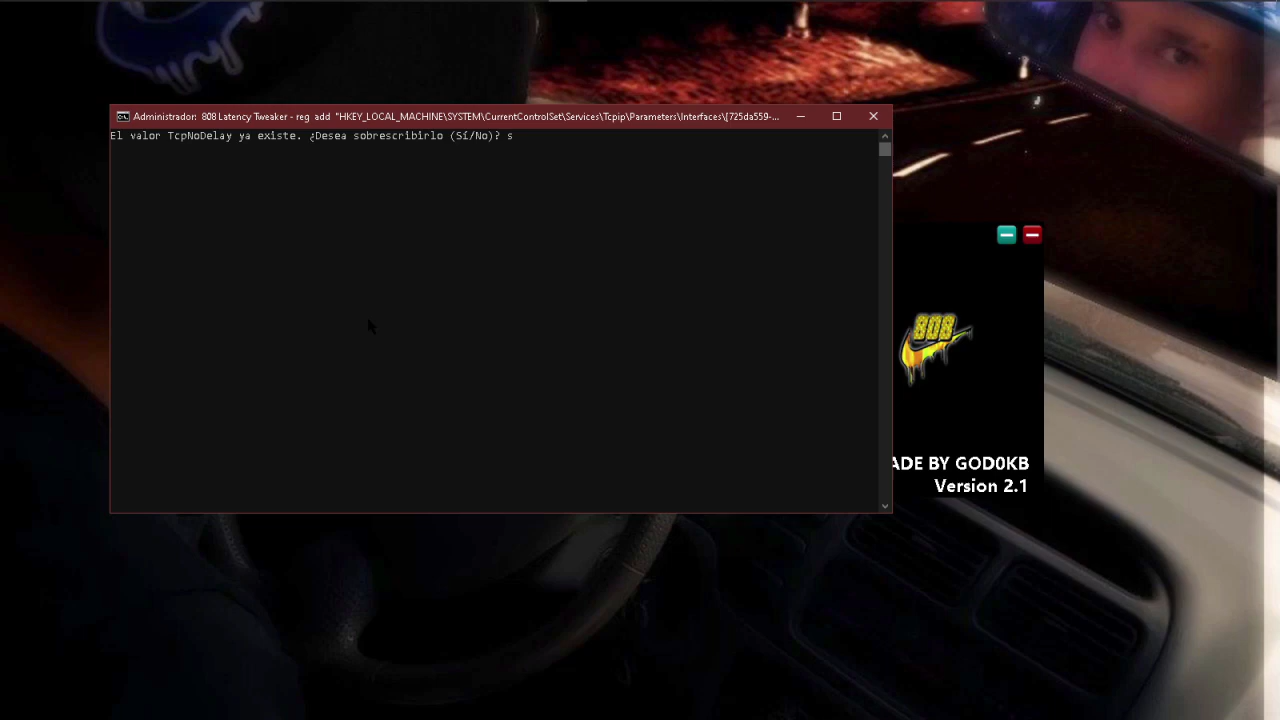 Administrador: 808 Latency Tweaker - reg add "HKEY_LOCAL_MACHINE\SYSTEM\CurrentControlSet\Services\Tcpip\Parameters\Interfaces\{725da559-...
El valor TcpNoDelay ya existe. ¿Desea sobrescribirlo (Sí/No)? s
808
ADE BY GOD0KB
Version 2.1